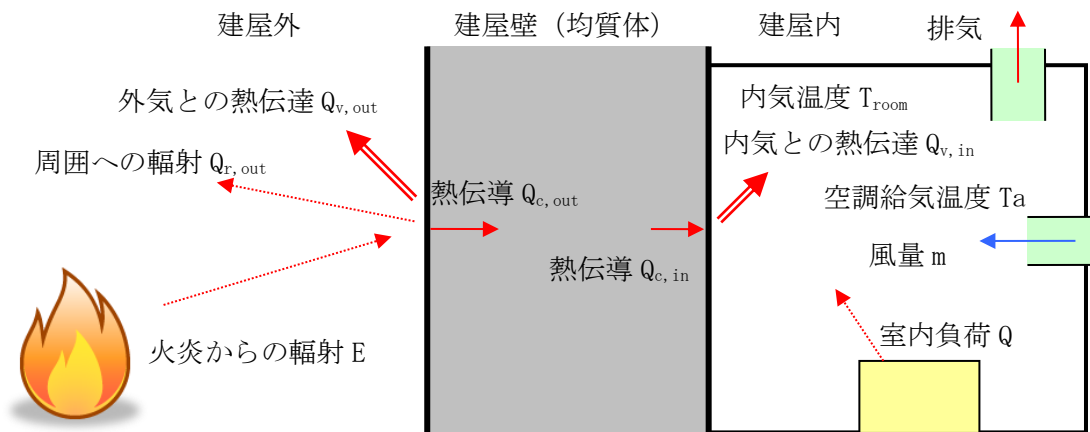 建屋外
建屋壁（均質体）
建屋内
排気
外気との熱伝達 Qv,out
内気温度 Troom
周囲への輻射 Qr,out
内気との熱伝達 Qv,in
熱伝導 Qc,out
空調給気温度 Ta
風量 m
熱伝導 Qc,in
火炎からの輻射 E
室内負荷 Q